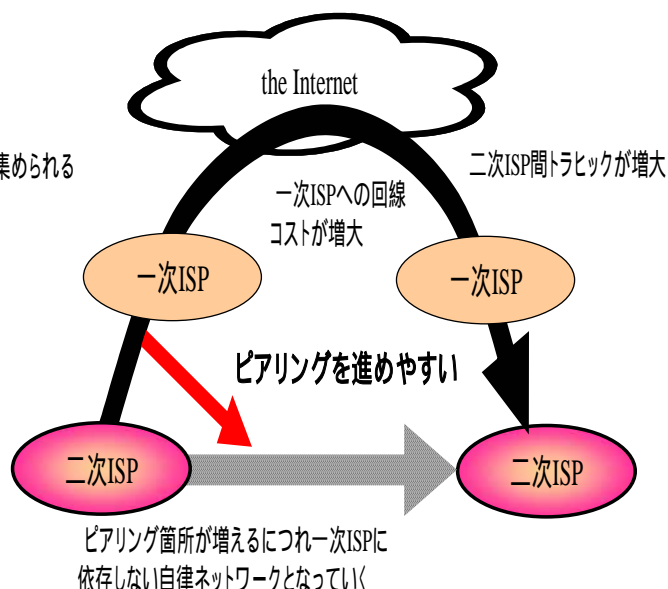 the Internet
集められる
二次ISP間トラヒックが増大
一次ISPへの回線
コストが増大
一次ISP
一次ISP
ピアリングを進めやすい
二次ISP
二次ISP
ピアリング箇所が増えるにつれ一次ISPに
依存しない自律ネットワークとなっていく